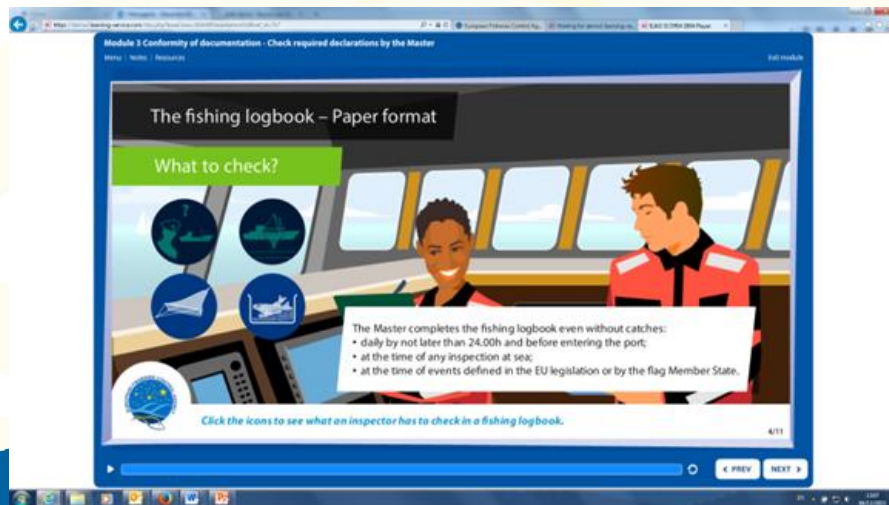 Module 3 Conformity of documentation - Check required declarations by the Master
Menu | Notes | Resources
Exit module
The fishing logbook – Paper format
What to check?
The Master completes the fishing logbook even without catches:
• daily by not later than 24.00h and before entering the port;
• at the time of any inspection at sea;
• at the time of events defined in the EU legislation or by the flag Member State.
Click the icons to see what an inspector has to check in a fishing logbook.
4/11
< PREV
NEXT >